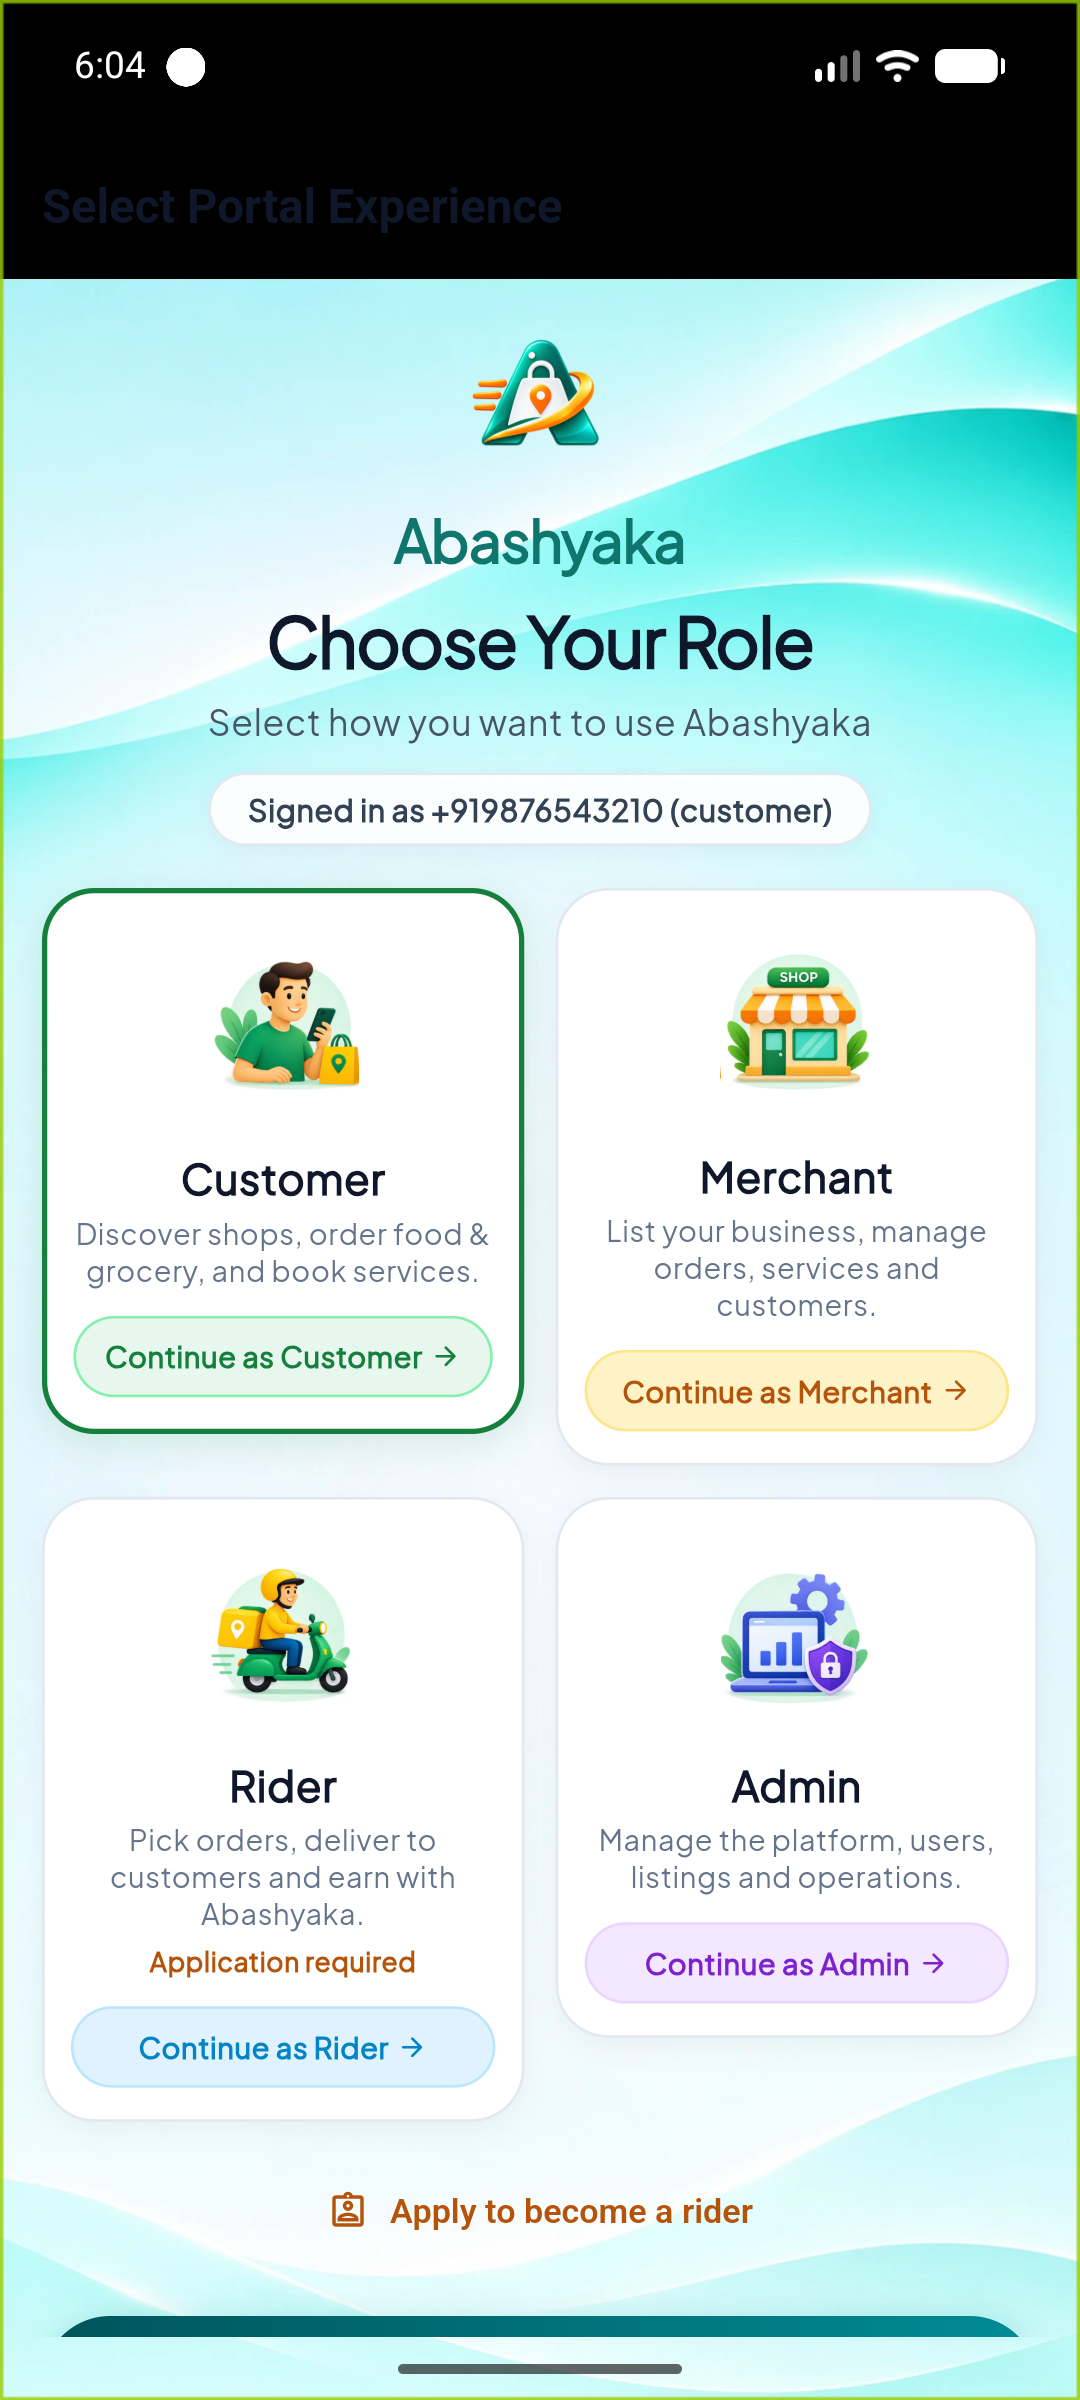 6:04
Select Portal Experience
Abashyaka
Choose Your Role
Select how you want to use Abashyaka
Signed in as +919876543210 (customer)
Customer
Discover shops, order food &
grocery, and book services.
Continue as Customer →
SHOP
Merchant
List your business, manage
orders, services and
customers.
Continue as Merchant →
Rider
Pick orders, deliver to
customers and earn with
Abashyaka.
Application required
Continue as Rider →
Admin
Manage the platform, users,
listings and operations.
Continue as Admin →
Apply to become a rider